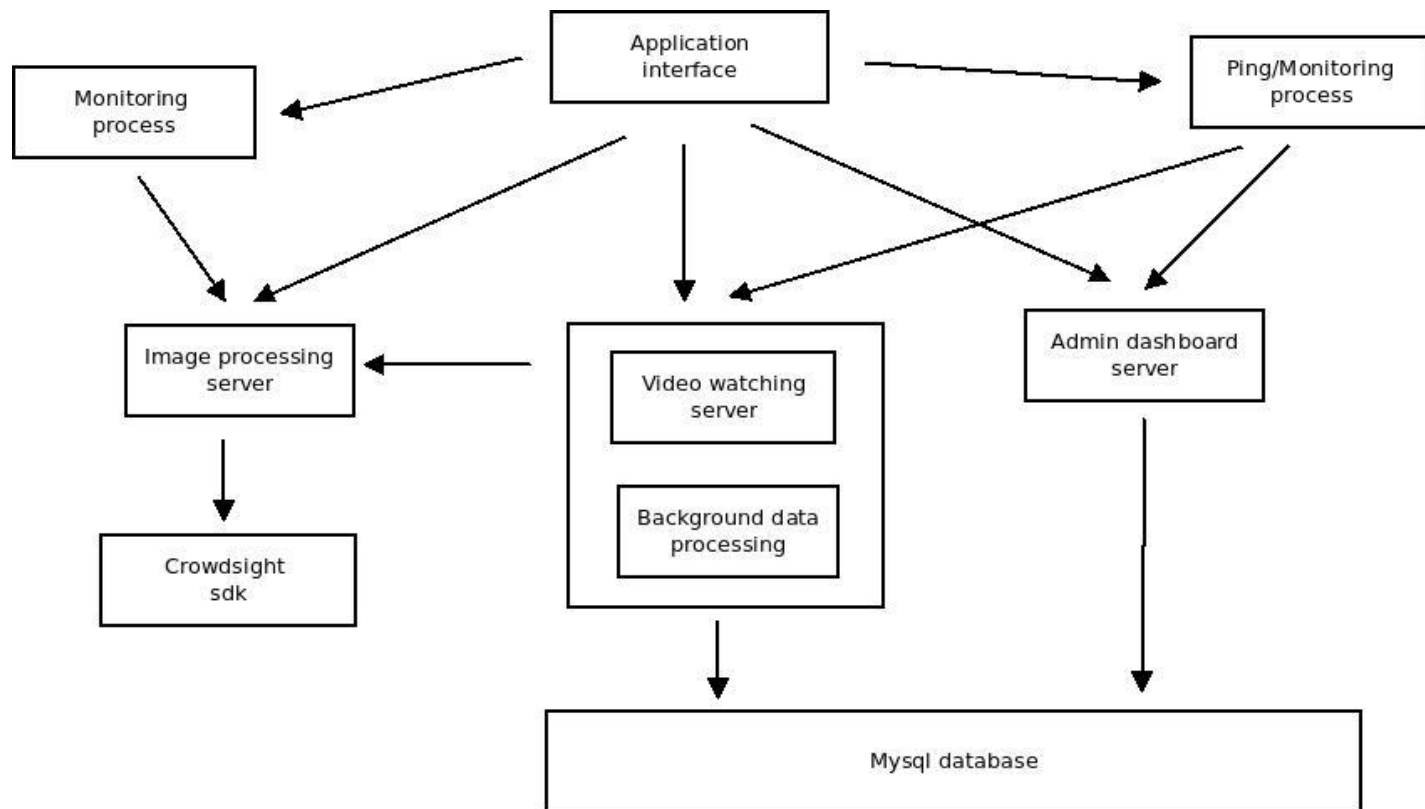 Application
interface
Monitoring
process
Ping/Monitoring
process
Image processing
server
Video watching
server
Admin dashboard
server
Background data
processing
Crowdsight
sdk
Mysql database